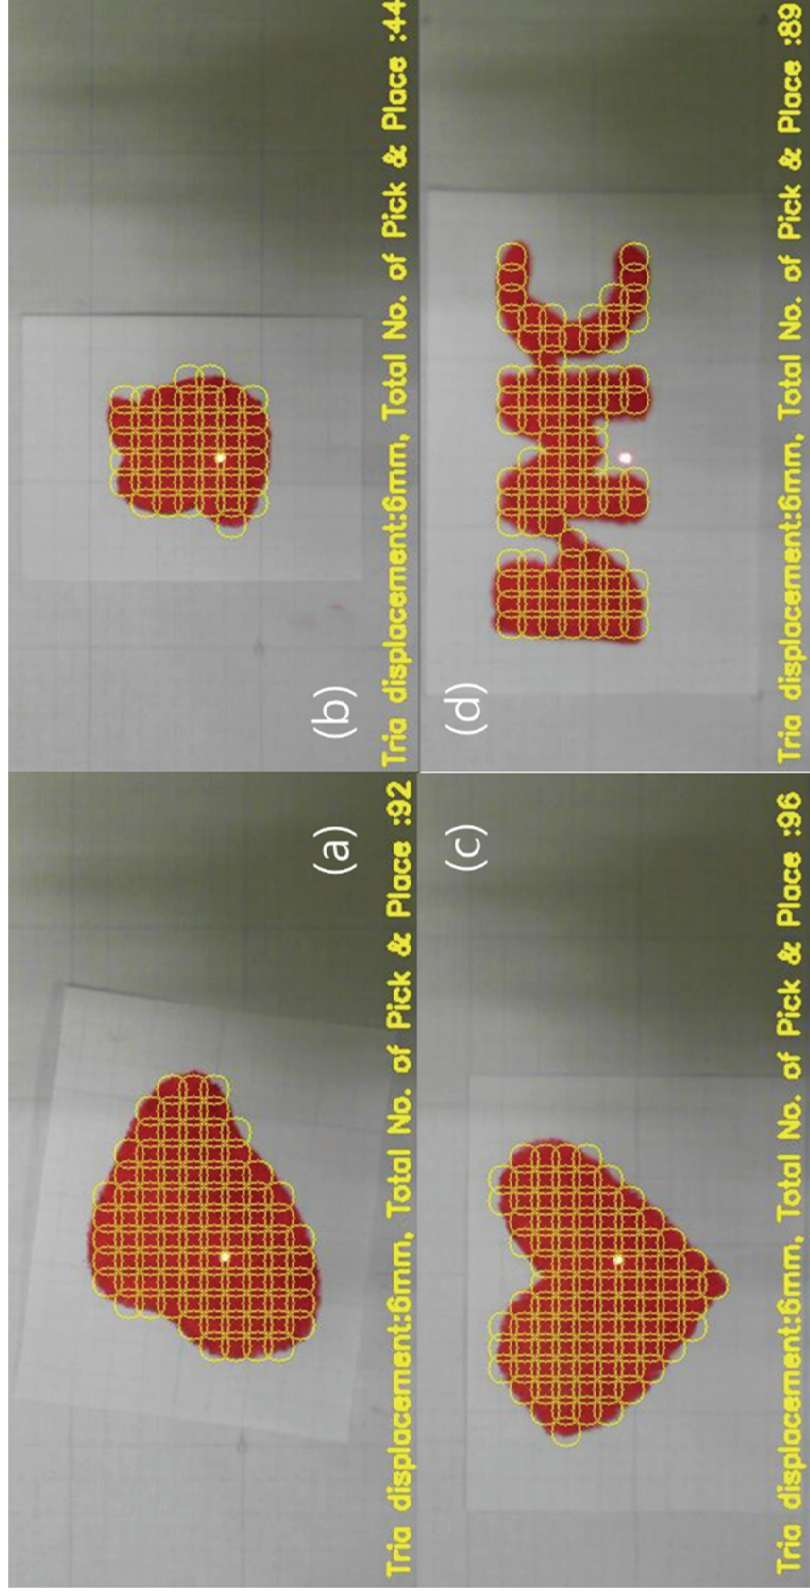 (a)
Tria displacement:6mm, Total No. of Pick & Place :92
(b)
Tria displacement:6mm, Total No. of Pick & Place :44
(c)
Tria displacement:6mm, Total No. of Pick & Place :96
(d)
Tria displacement:6mm, Total No. of Pick & Place :89